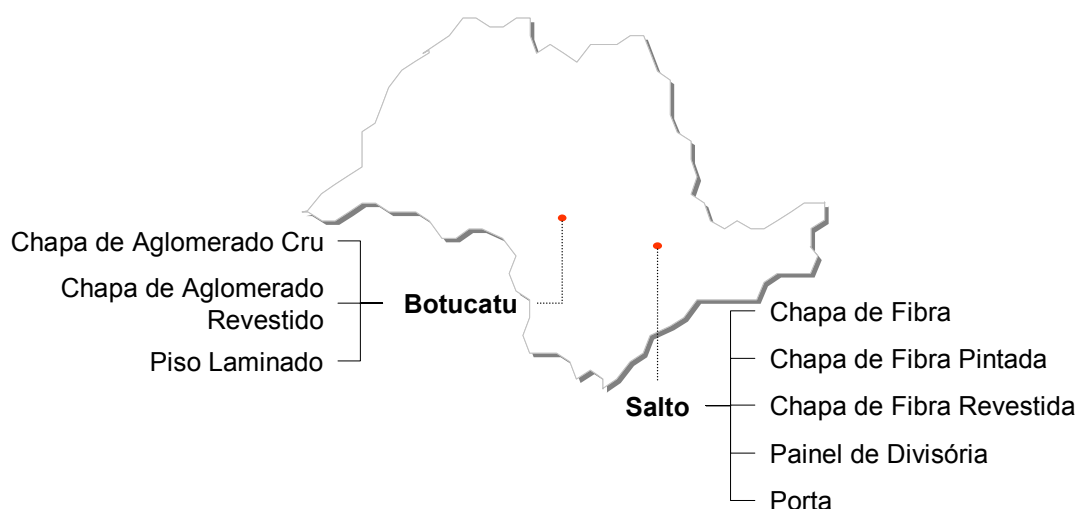 Chapa de Aglomerado Cru
Chapa de Aglomerado
Revestido
Piso Laminado
Botucatu
Salto
Chapa de Fibra
Chapa de Fibra Pintada
Chapa de Fibra Revestida
Painel de Divisória
Porta